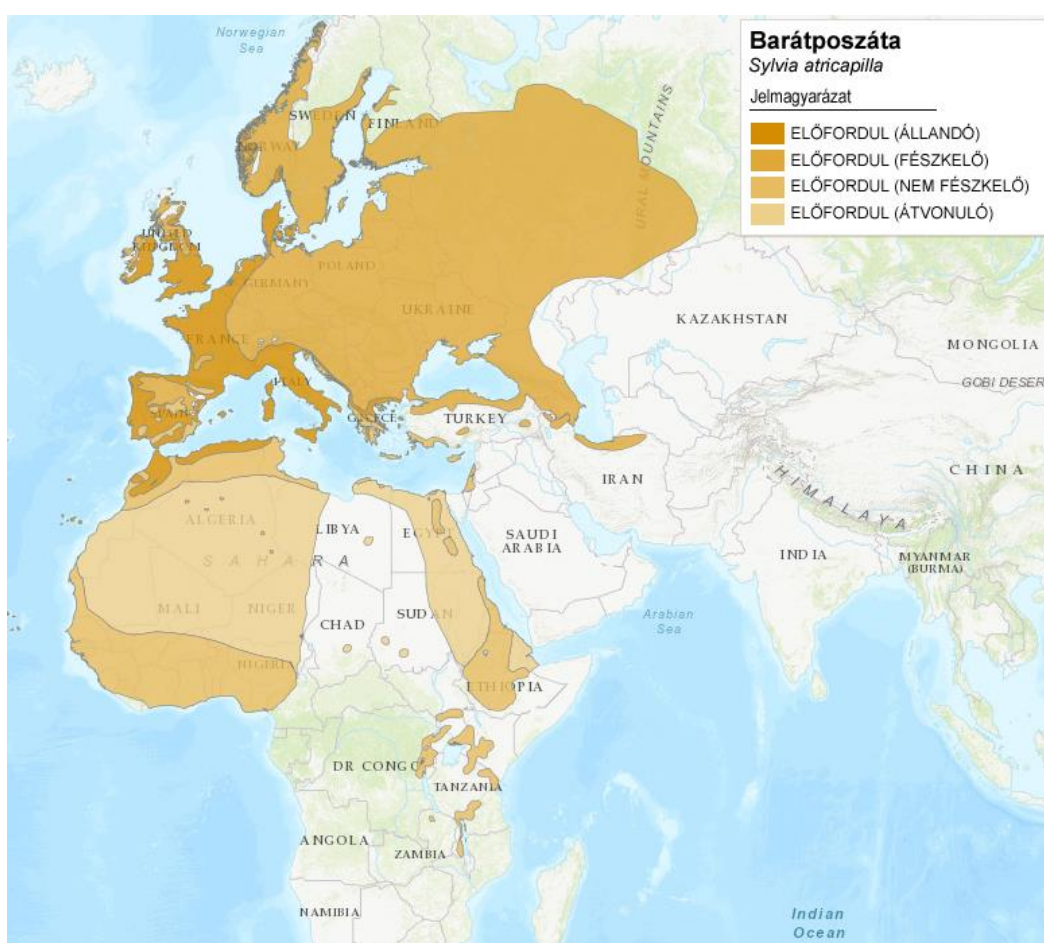 Barátposzáta
Sylvia atricapilla
Jelmagyarázat
ELŐFORDUL (ÁLLANDÓ)
ELŐFORDUL (FÉSZKELŐ)
ELŐFORDUL (NEM FÉSZKELŐ)
ELŐFORDUL (ÁTVONULÓ)
Norwegian
Sea
SWEDEN
FINLAND
NORWAY
URAL MOUNTAINS
UNITED
KINGDOM
POLAND
GERMANY
UKRAINE
KAZAKHSTAN
FRANCE
MONGOLIA
GOBI DESER
ITALY
SPAIN
GREECE
TURKEY
CHINA
IRAN
HIMALAYA
ALGERIA
LIBYA
EGYPT
SAUDI
ARABIA
INDIA
MYANMAR
(BURMA)
SAHARA
MALI
NIGER
CHAD
SUDAN
Arabian
Sea
NIGERIA
ETHIOPIA
DR CONGO
TANZANIA
ANGOLA
ZAMBIA
NAMIBIA
Indian
Ocean